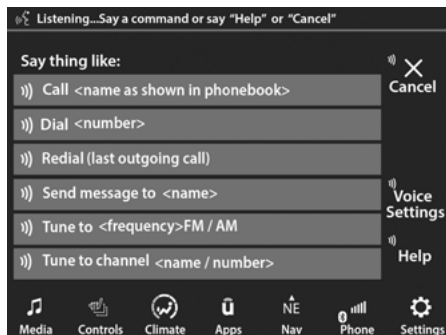 Listening...Say a command or say “Help” or “Cancel”
Say thing like:
Call <name as shown in phonebook>
Dial <number>
Redial (last outgoing call)
Send message to <name>
Tune to <frequency>FM / AM
Tune to channel <name / number>
Cancel
Voice
Settings
Help
NE
Media Controls Climate Apps Nav Phone Settings